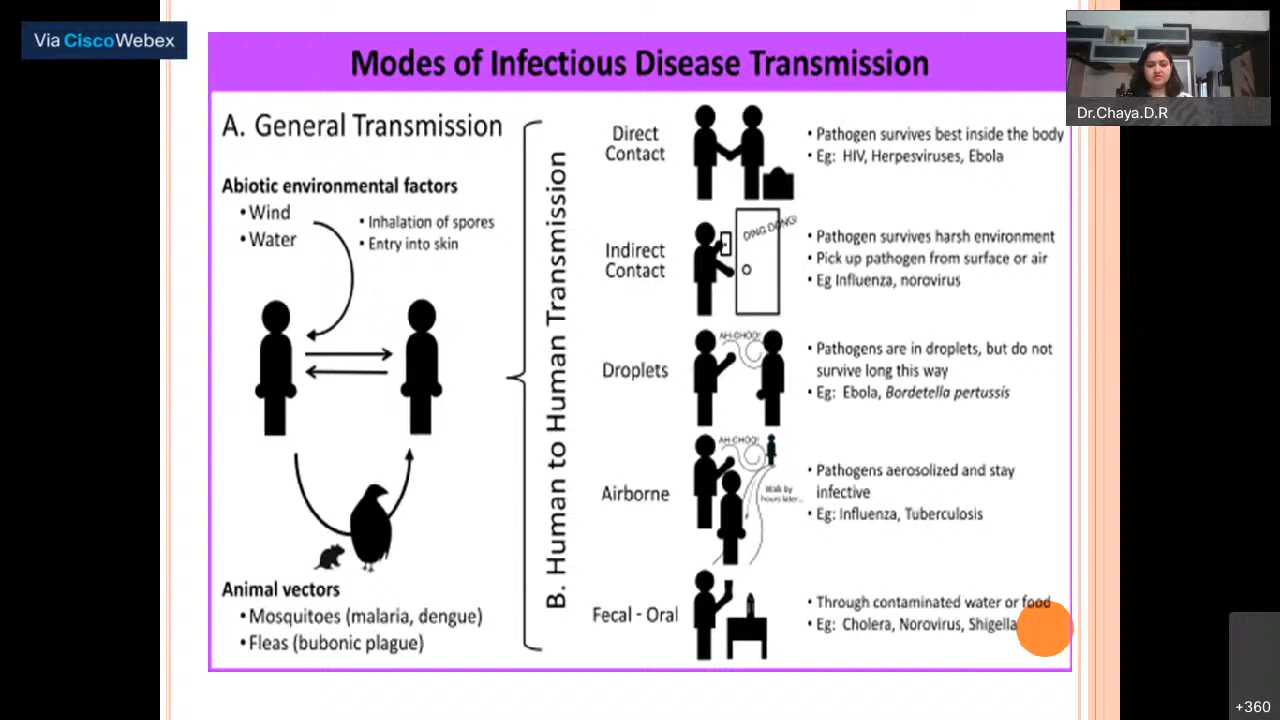 Via CiscoWebex
Modes of Infectious Disease Transmission
Dr.Chaya.D.R
A. General Transmission
Abiotic environmental factors
•Wind
•Water
• Inhalation of spores
• Entry into skin
Animal vectors
•Mosquitoes (malaria, dengue)
•Fleas (bubonic plague)
B. Human to Human Transmission
Direct
Contact
• Pathogen survives best inside the body
• Eg: HIV, Herpesviruses, Ebola
Indirect
Contact
DING DONG!
• Pathogen survives harsh environment
• Pick up pathogen from surface or air
• Eg Influenza, norovirus
Droplets
AH-CHOO!
• Pathogens are in droplets, but do not
survive long this way
• Eg: Ebola, Bordetella pertussis
Airborne
AH-CHOO!
Walk by
hours later...
• Pathogens aerosolized and stay
infective
• Eg: Influenza, Tuberculosis
Fecal - Oral
• Through contaminated water or food
• Eg: Cholera, Norovirus, Shigella
+360